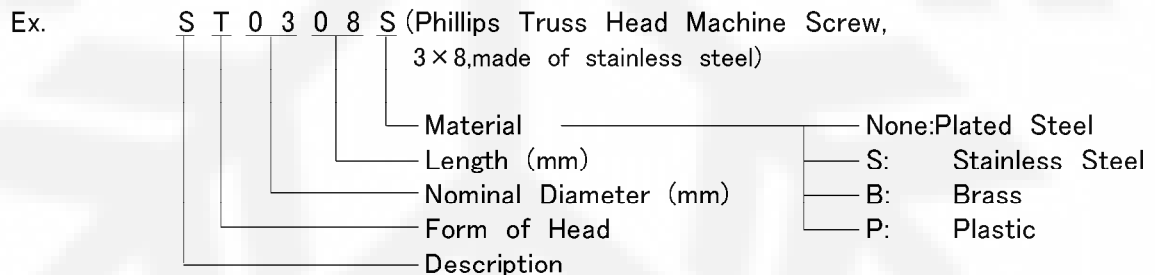 Ex. S T 0 3 0 8 S (Phillips Truss Head Machine Screw,
3×8,made of stainless steel)
Material None:Plated Steel
Length (mm) S: Stainless Steel
Nominal Diameter (mm) B: Brass
Form of Head P: Plastic
Description